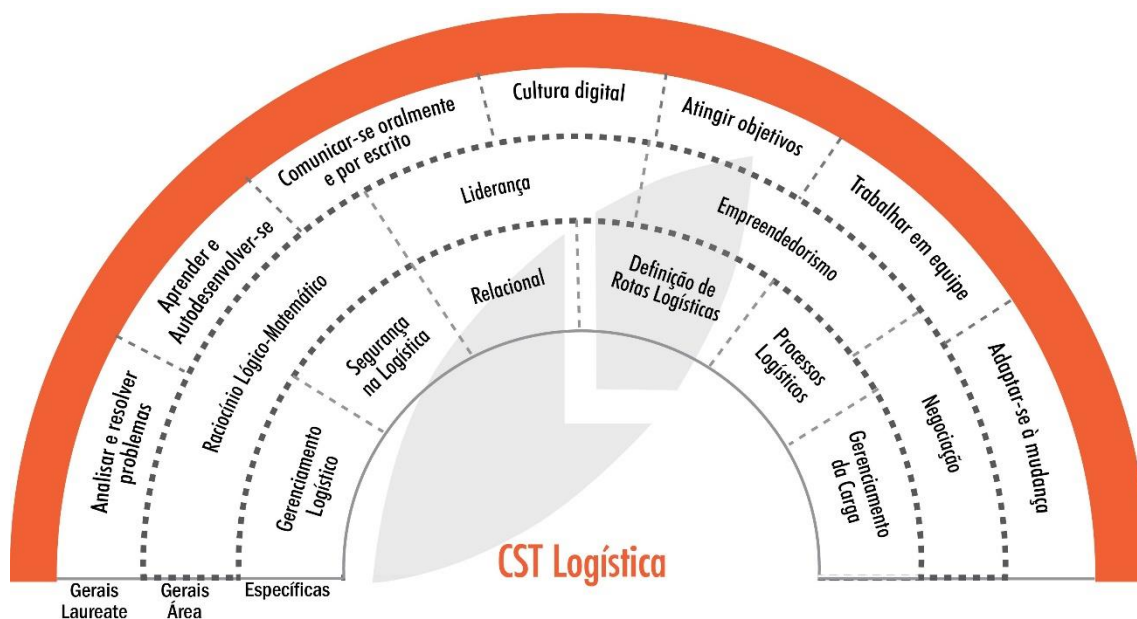 Analisar e resolver
problemas
Aprender e
Autodesenvolver-se
Comunicar-se oralmente
e por escrito
Cultura digital
Atingir objetivos
Trabalhar em equipe
Adaptar-se à mudança
Raciocínio Lógico-Matemático
Liderança
Empreendedorismo
Negociação
Gerenciamento
Logístico
Segurança
na Logística
Relacional
Definição de
Rotas Logísticas
Processos
Logísticos
Gerenciamento
da Carga
CST Logística
Gerais
Laureate
Gerais
Área
Específicas